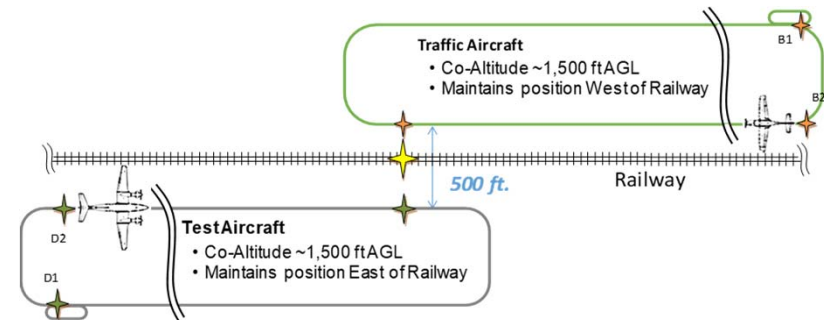 B1
Traffic Aircraft
• Co-Altitude ~1,500 ftAGL
• Maintains position West of Railway
B2
500 ft.
Railway
D2
TestAircraft
• Co-Altitude ~1,500 ftAGL
• Maintains position East of Railway
D1